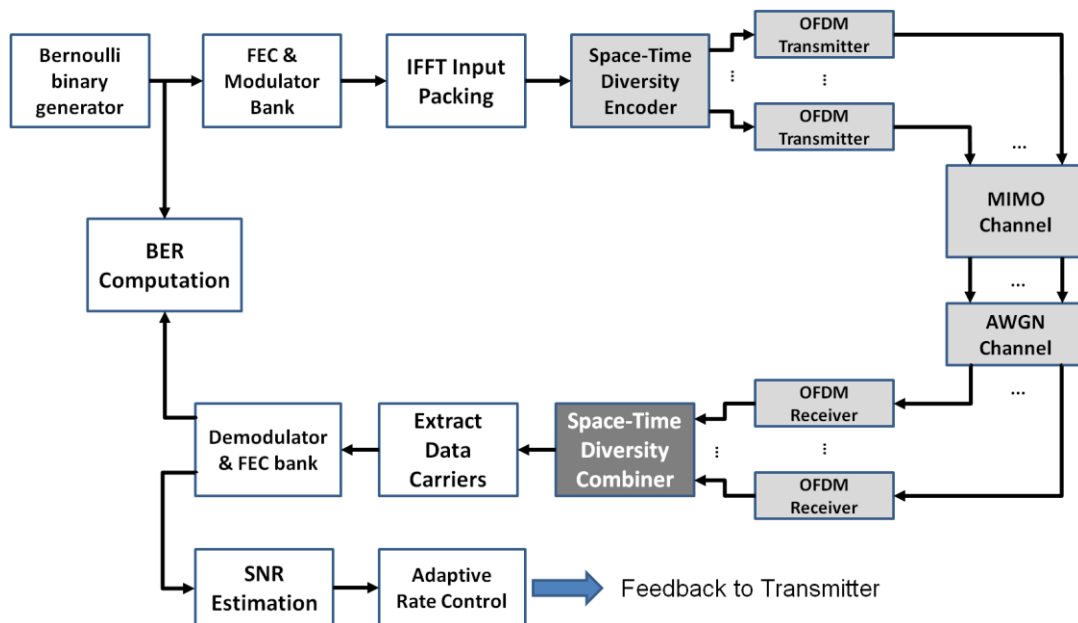 Bernoulli
binary
generator
FEC &
Modulator
Bank
IFFT Input
Packing
Space-Time
Diversity
Encoder
OFDM
Transmitter
...
...
OFDM
Transmitter
...
MIMO
Channel
...
AWGN
Channel
...
BER
Computation
OFDM
Receiver
...
...
OFDM
Receiver
Space-Time
Diversity
Combiner
Extract
Data
Carriers
Demodulator
& FEC bank
SNR
Estimation
Adaptive
Rate Control
Feedback to Transmitter